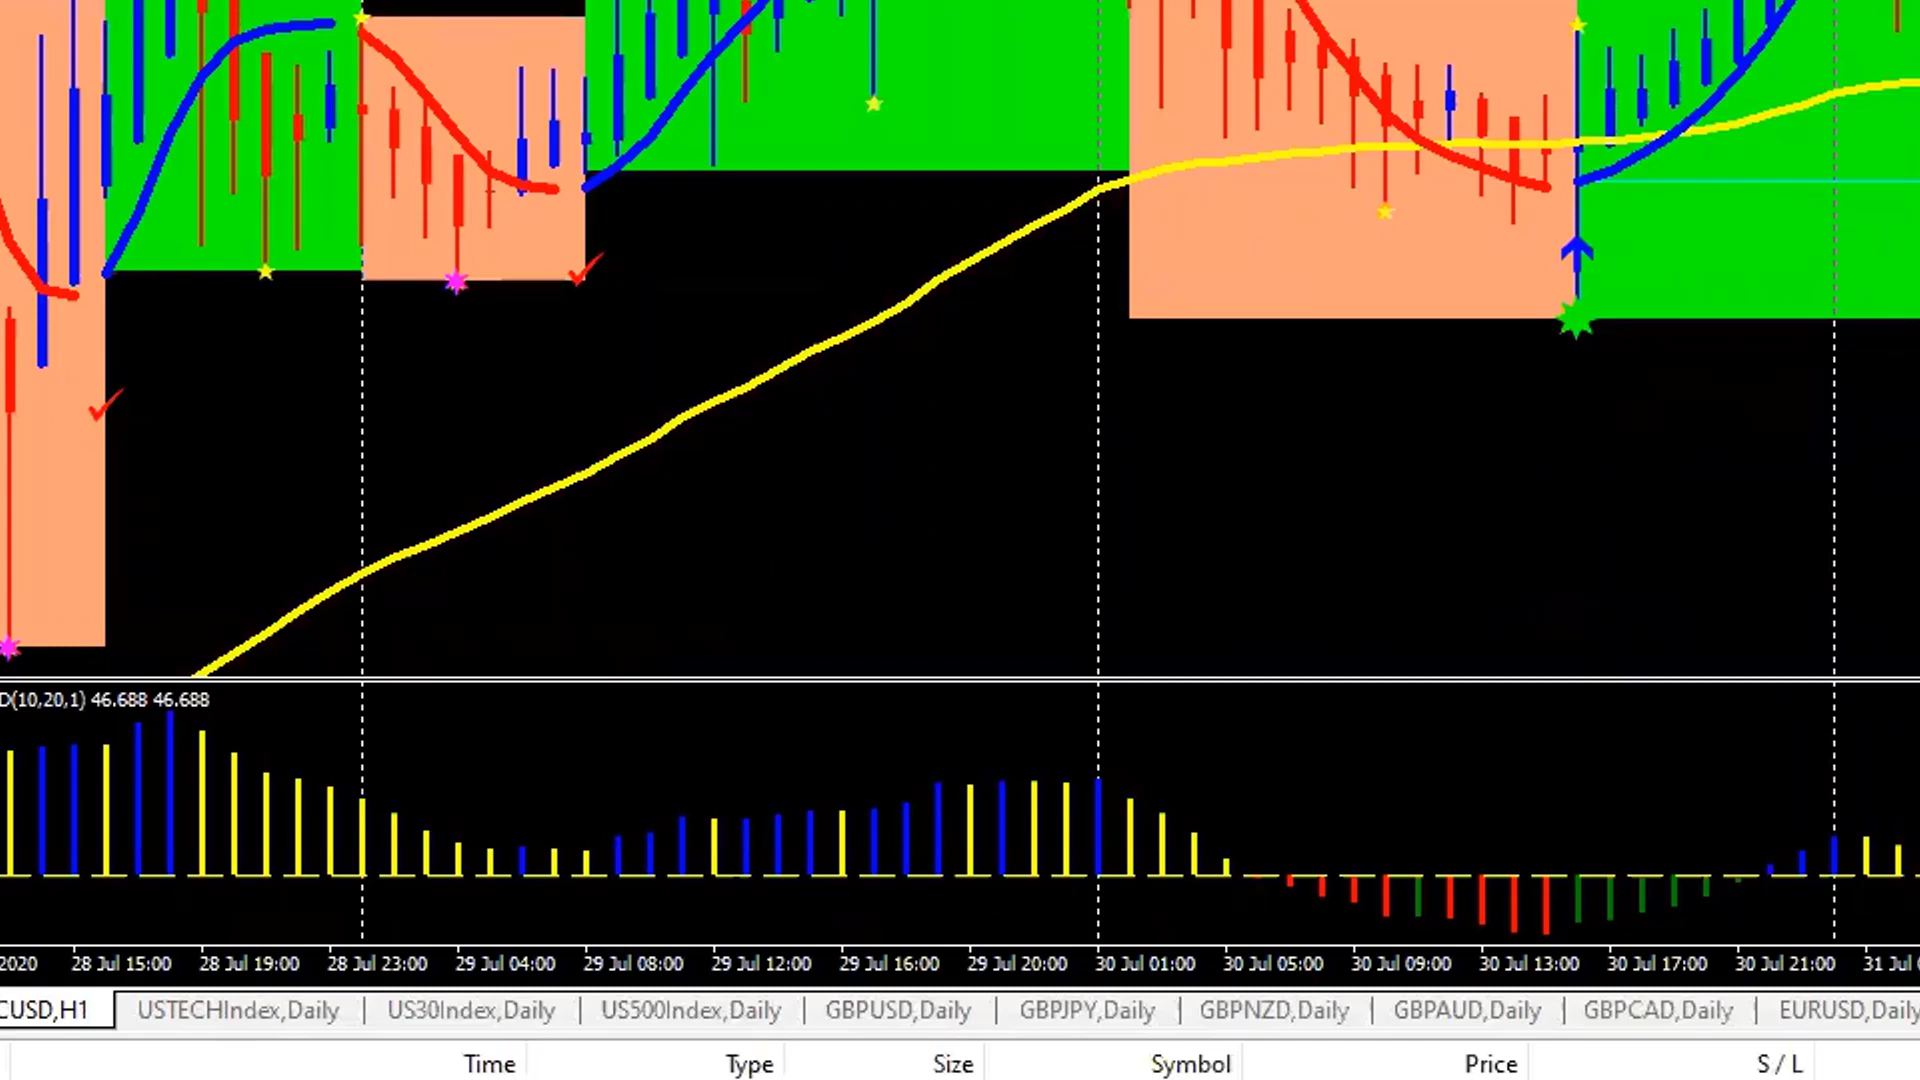 D(10,20,1) 46.688 46.688
2020 28 Jul 15:00 28 Jul 19:00 28 Jul 23:00 29 Jul 04:00 29 Jul 08:00 29 Jul 12:00 29 Jul 16:00 29 Jul 20:00 30 Jul 01:00 30 Jul 05:00 30 Jul 09:00 30 Jul 13:00 30 Jul 17:00 30 Jul 21:00 31 Jul
CUSD,H1 | USTECHIndex,Daily | US30Index,Daily | US500Index,Daily | GBPUSD,Daily | GBPJPY,Daily | GBPNZD,Daily | GBPAUD,Daily | GBPCAD,Daily | EURUSD,Daily
Time Type Size Symbol Price S / L